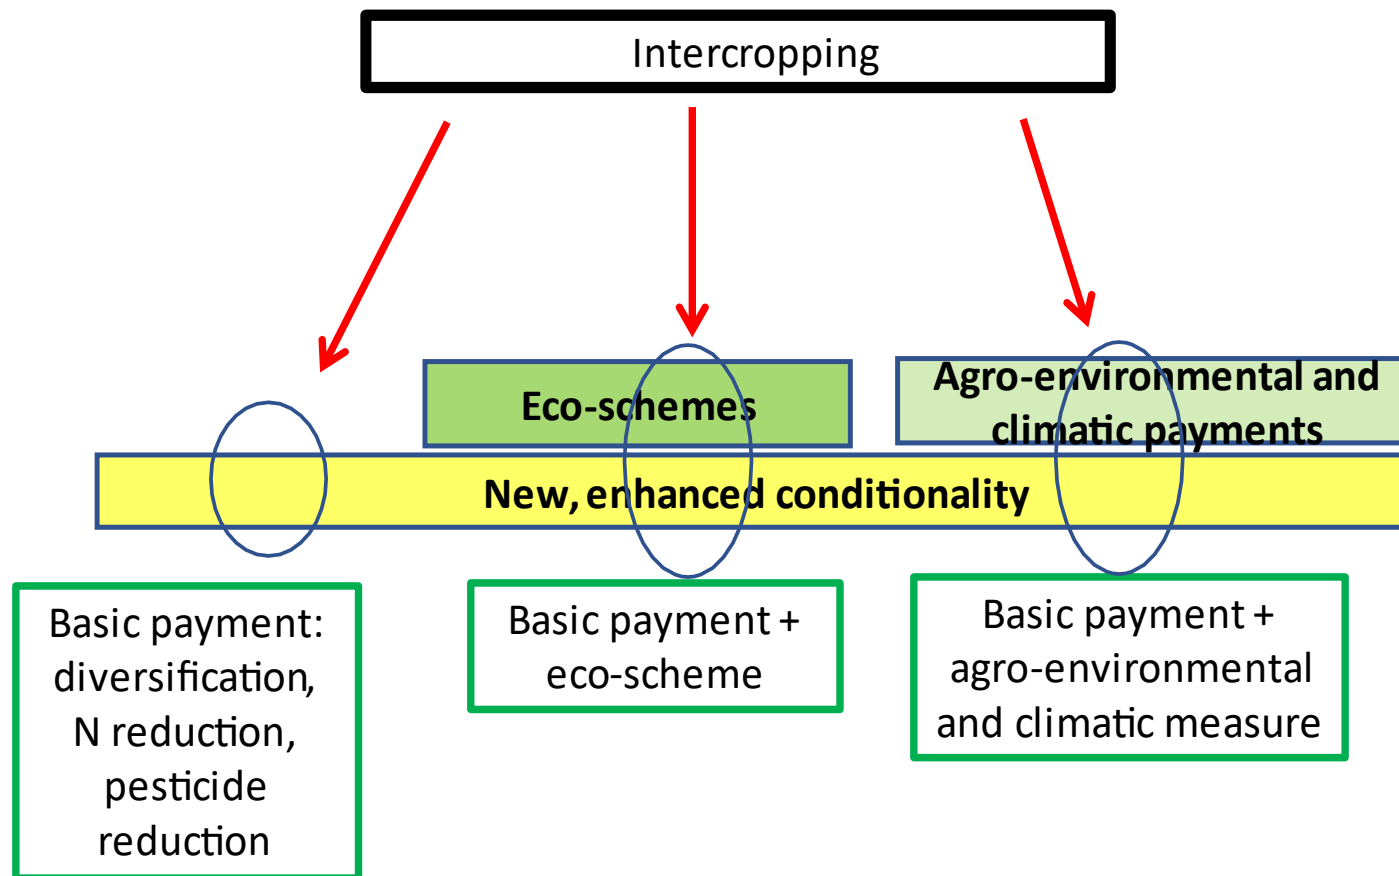 Intercropping
Eco-schemes
Agro-environmental and
climatic payments
New, enhanced conditionality
Basic payment:
diversification,
N reduction,
pesticide
reduction
Basic payment +
eco-scheme
Basic payment +
agro-environmental
and climatic measure